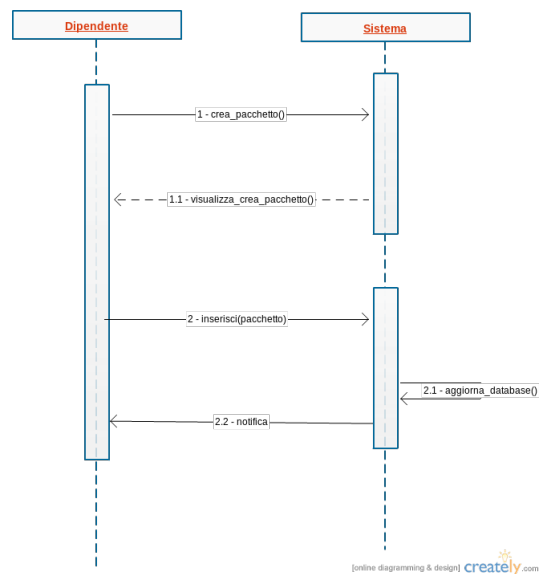 Dipendente
Sistema
1 - crea_pacchetto()
1.1 - visualizza_crea_pacchetto()
2 - inserisci(pacchetto)
2.1 - aggiorna_database()
2.2 - notifica
[online diagramming & design] creately.com